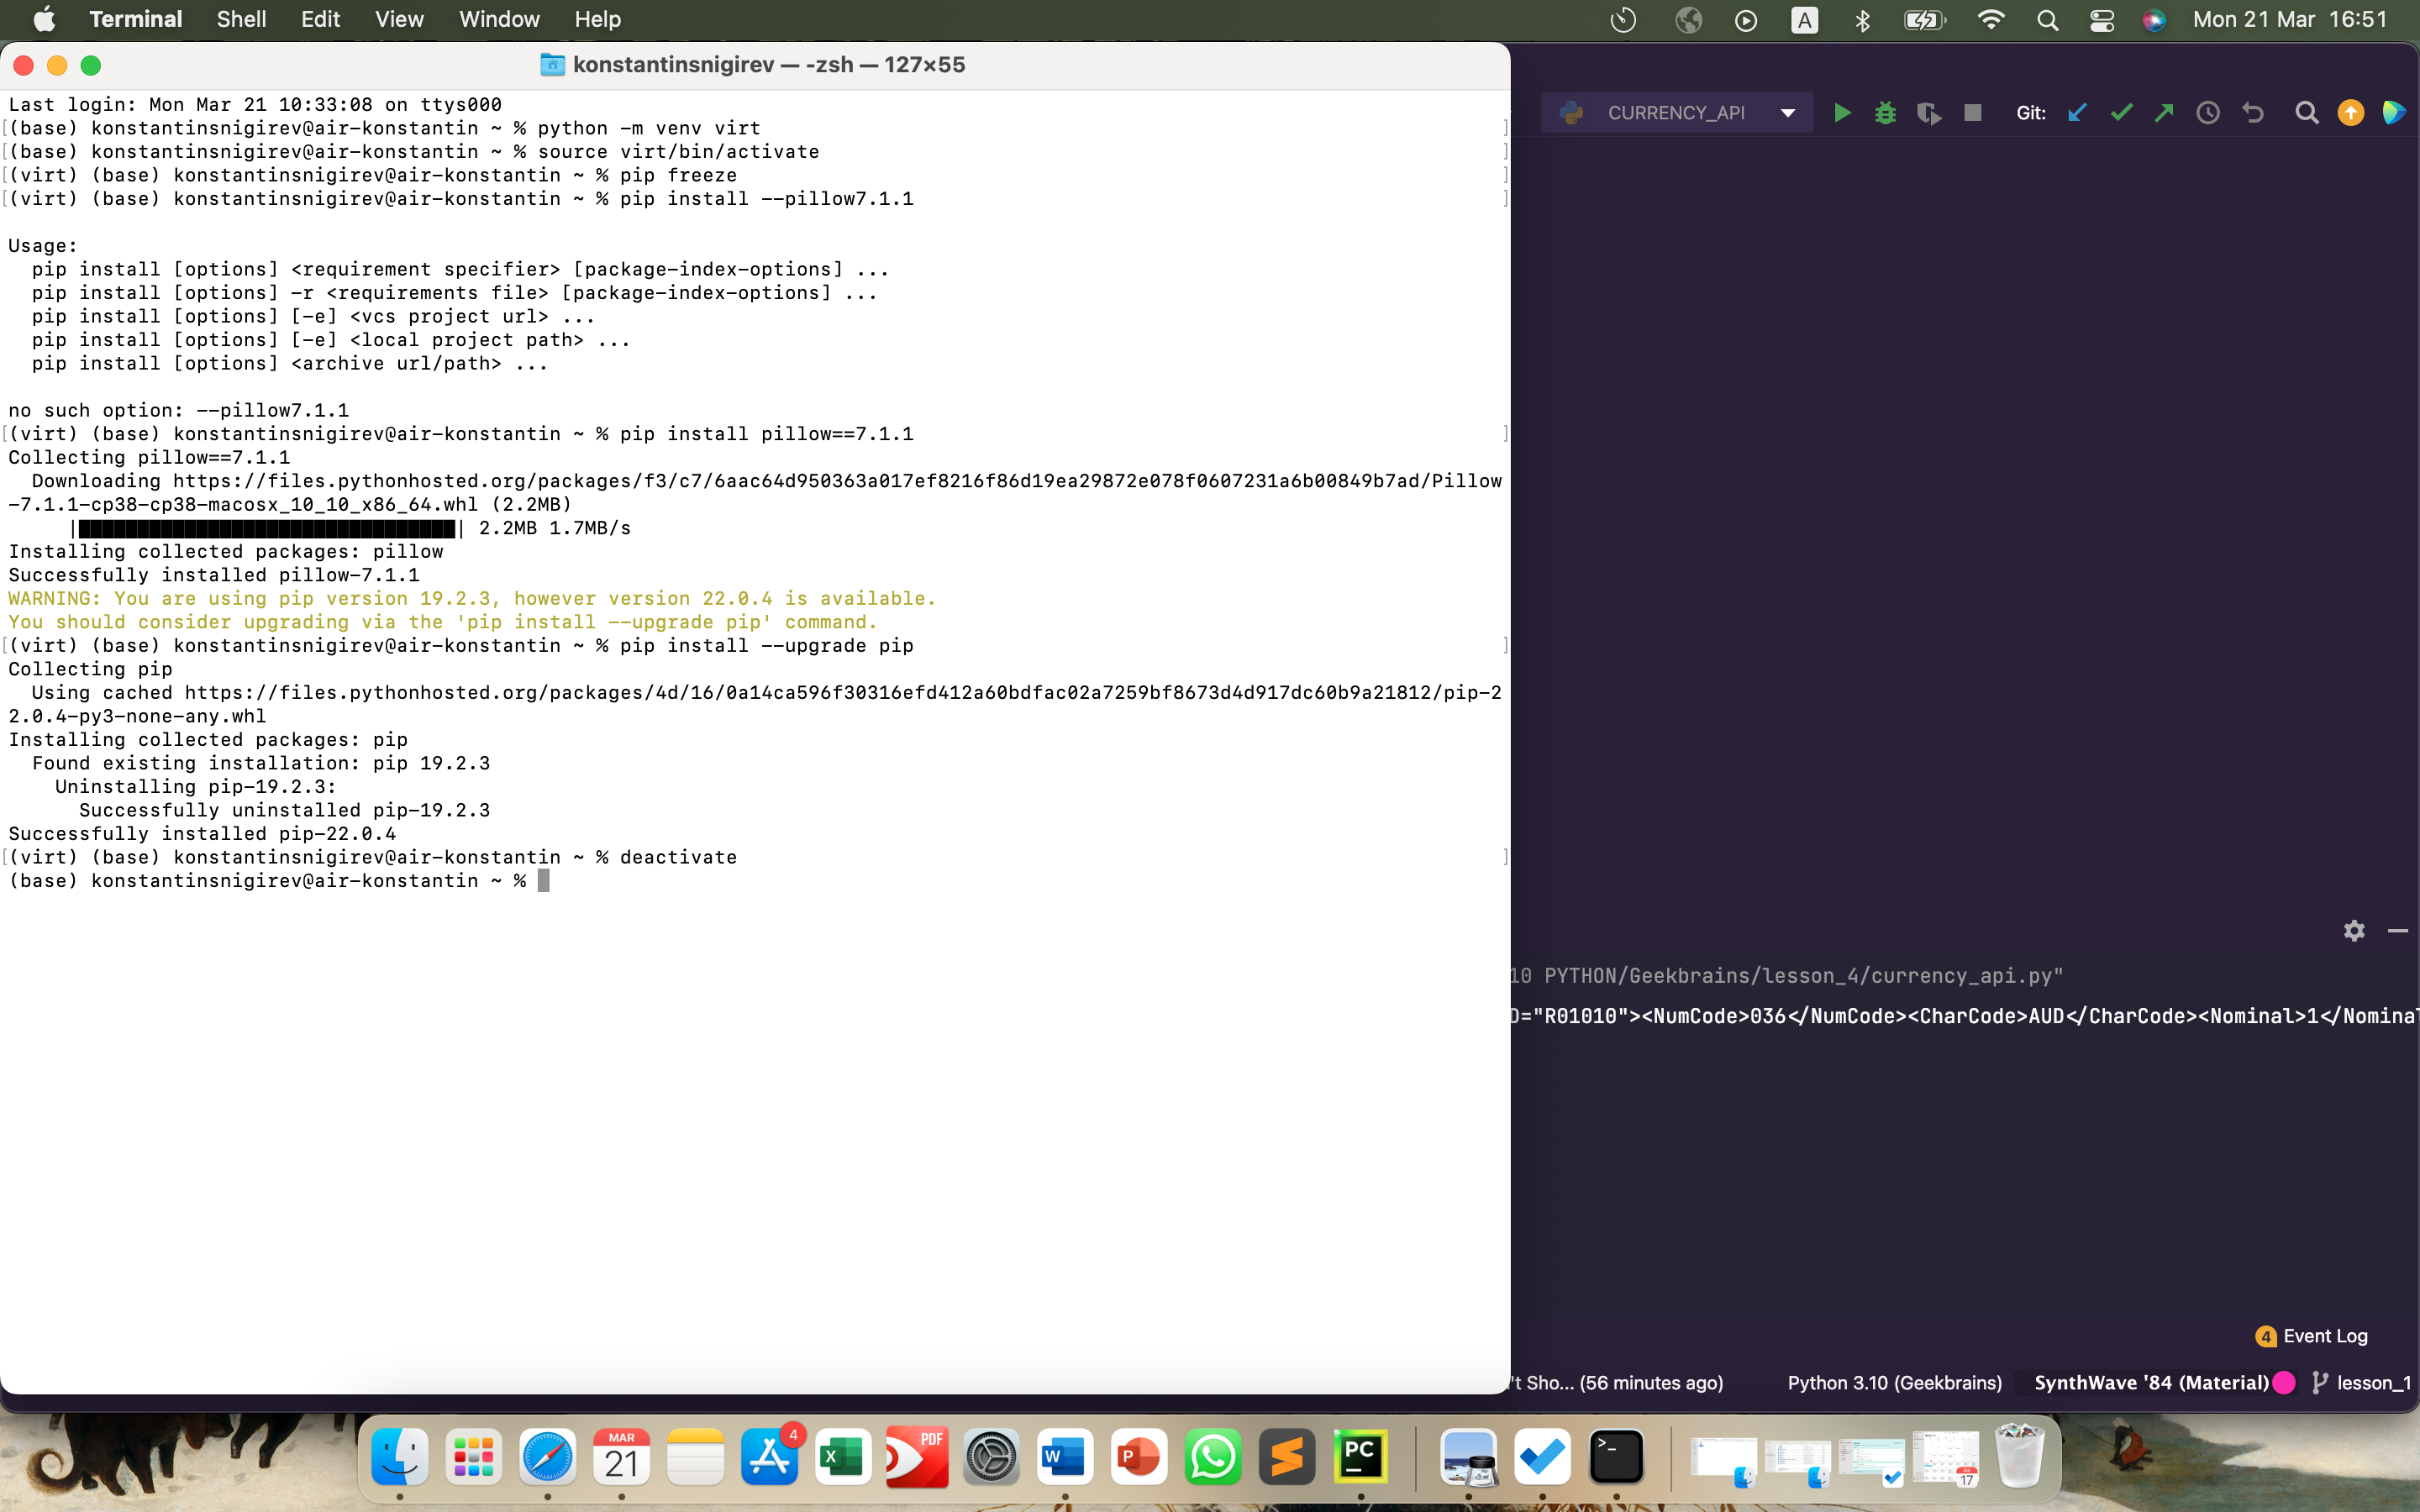 Terminal Shell Edit View Window Help A Mon 21 Mar 16:51
konstantinsnigirev — -zsh — 127×55
Last login: Mon Mar 21 10:33:08 on ttys000
[(base) konstantinsnigirev@air-konstantin ~ % python -m venv virt ]
[(base) konstantinsnigirev@air-konstantin ~ % source virt/bin/activate ]
[(virt) (base) konstantinsnigirev@air-konstantin ~ % pip freeze ]
[(virt) (base) konstantinsnigirev@air-konstantin ~ % pip install --pillow7.1.1 ]
Usage:
pip install [options] <requirement specifier> [package-index-options] ...
pip install [options] -r <requirements file> [package-index-options] ...
pip install [options] [-e] <vcs project url> ...
pip install [options] [-e] <local project path> ...
pip install [options] <archive url/path> ...
no such option: --pillow7.1.1
[(virt) (base) konstantinsnigirev@air-konstantin ~ % pip install pillow==7.1.1 ]
Collecting pillow==7.1.1
Downloading https://files.pythonhosted.org/packages/f3/c7/6aac64d950363a017ef8216f86d19ea29872e078f0607231a6b00849b7ad/Pillow
-7.1.1-cp38-cp38-macosx_10_10_x86_64.whl (2.2MB)
|████████████████████████████████| 2.2MB 1.7MB/s
Installing collected packages: pillow
Successfully installed pillow-7.1.1
WARNING: You are using pip version 19.2.3, however version 22.0.4 is available.
You should consider upgrading via the 'pip install --upgrade pip' command.
[(virt) (base) konstantinsnigirev@air-konstantin ~ % pip install --upgrade pip ]
Collecting pip
Using cached https://files.pythonhosted.org/packages/4d/16/0a14ca596f30316efd412a60bdfac02a7259bf8673d4d917dc60b9a21812/pip-2
2.0.4-py3-none-any.whl
Installing collected packages: pip
Found existing installation: pip 19.2.3
Uninstalling pip-19.2.3:
Successfully uninstalled pip-19.2.3
Successfully installed pip-22.0.4
[(virt) (base) konstantinsnigirev@air-konstantin ~ % deactivate ]
(base) konstantinsnigirev@air-konstantin ~ %
CURRENCY_API Git:
10 PYTHON/Geekbrains/lesson_4/currency_api.py"
D="R01010"><NumCode>036</NumCode><CharCode>AUD</CharCode><Nominal>1</Nominal
4 Event Log
't Sho... (56 minutes ago) Python 3.10 (Geekbrains) SynthWave '84 (Material) lesson_1
MAR
21
4
X
PDF
W
P
PC
>_
17